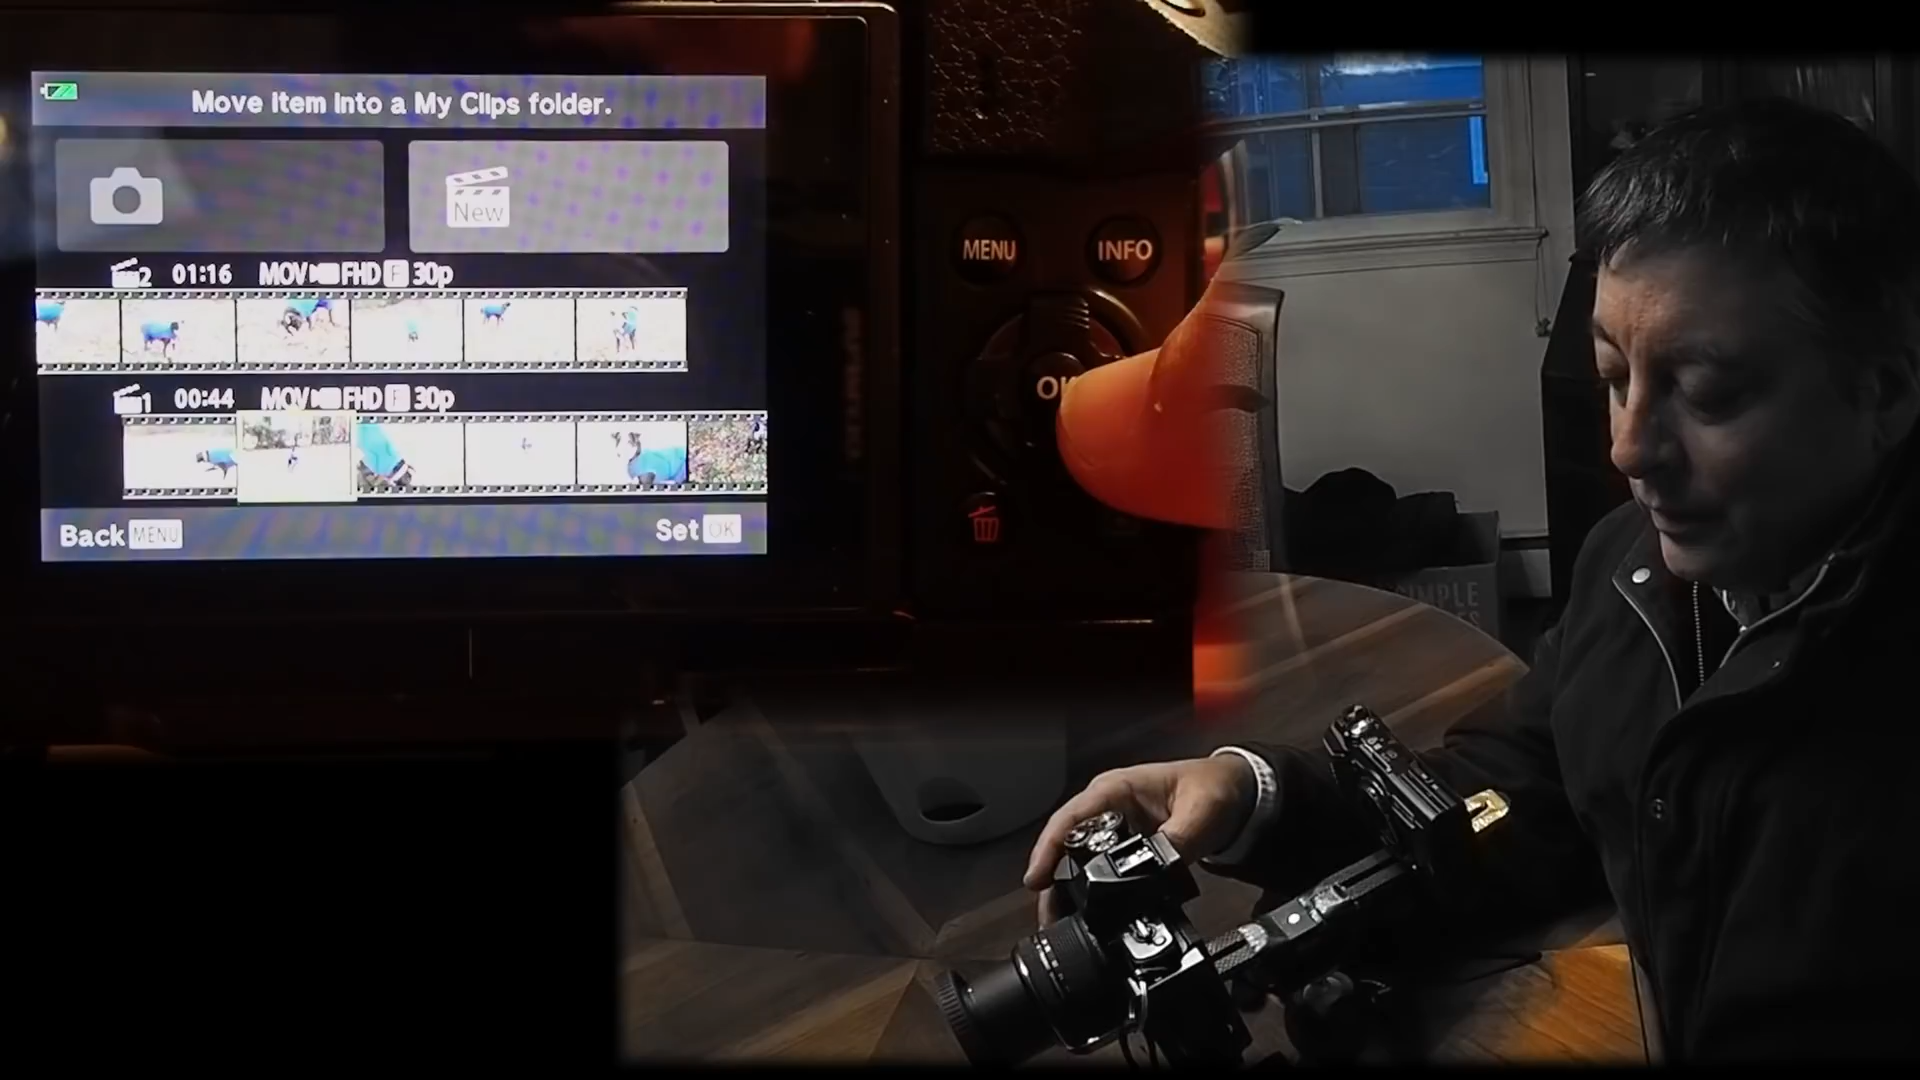 Move item into a My Clips folder.
New
2 01:16 MOV FHD F 30p
1 00:44 MOV FHD F 30p
Back MENU
Set OK
MENU
INFO
OK
SIMPLE